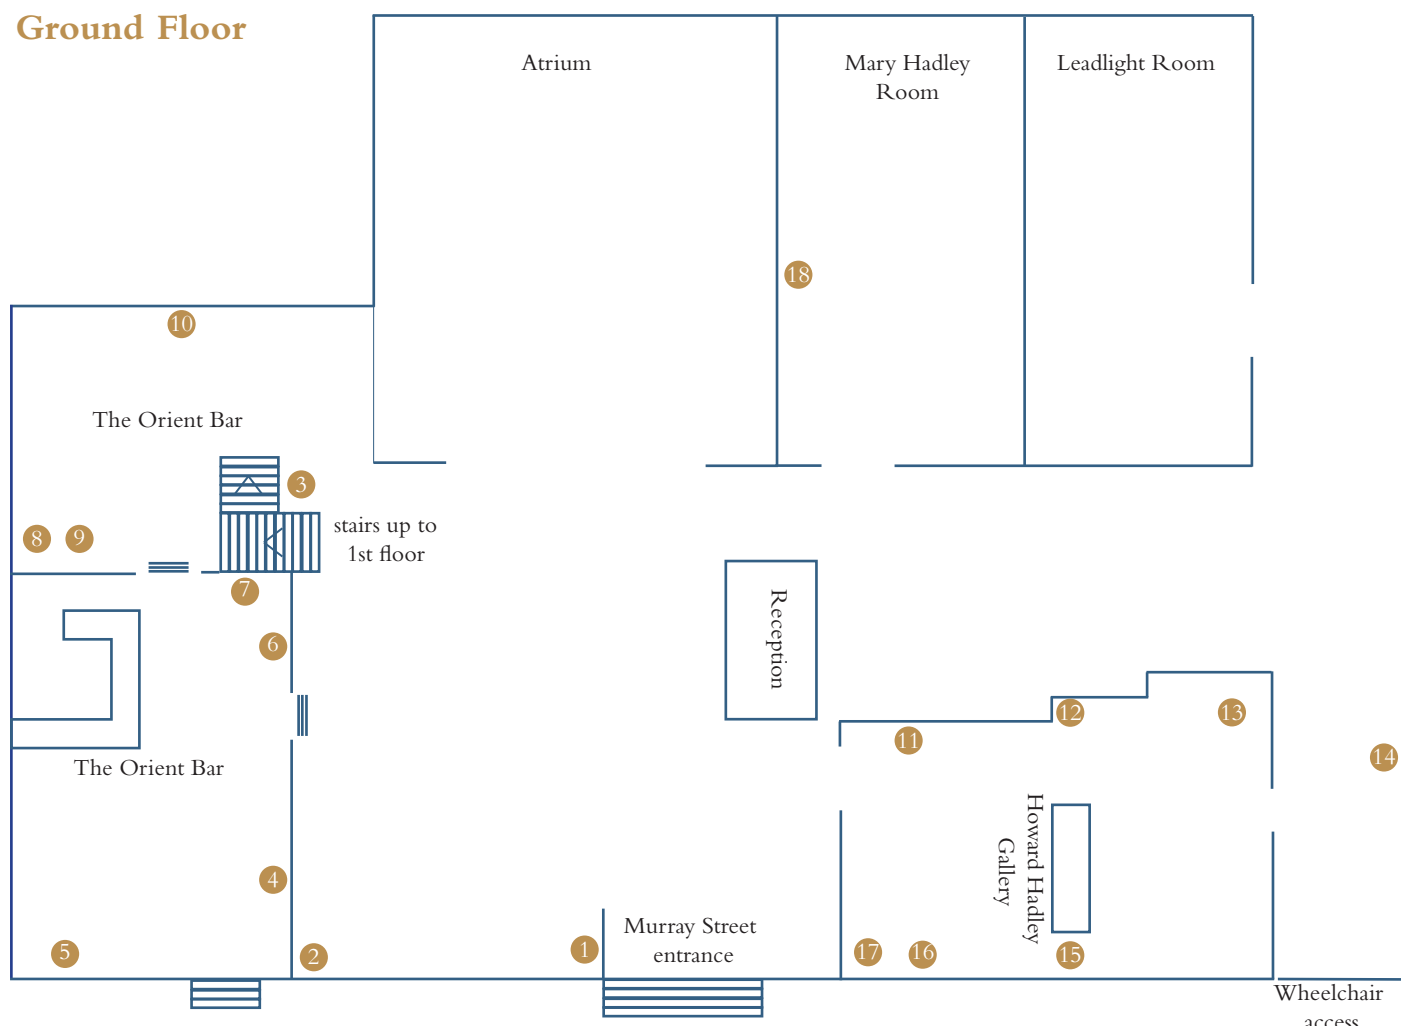 Ground Floor
Atrium
Mary Hadley
Room
Leadlight Room
18
10
The Orient Bar
3
stairs up to
1st floor
8
9
7
6
Reception
The Orient Bar
11
12
13
14
Howard Hadley
Gallery
4
5
2
1
Murray Street
entrance
17
16
15
Wheelchair
access